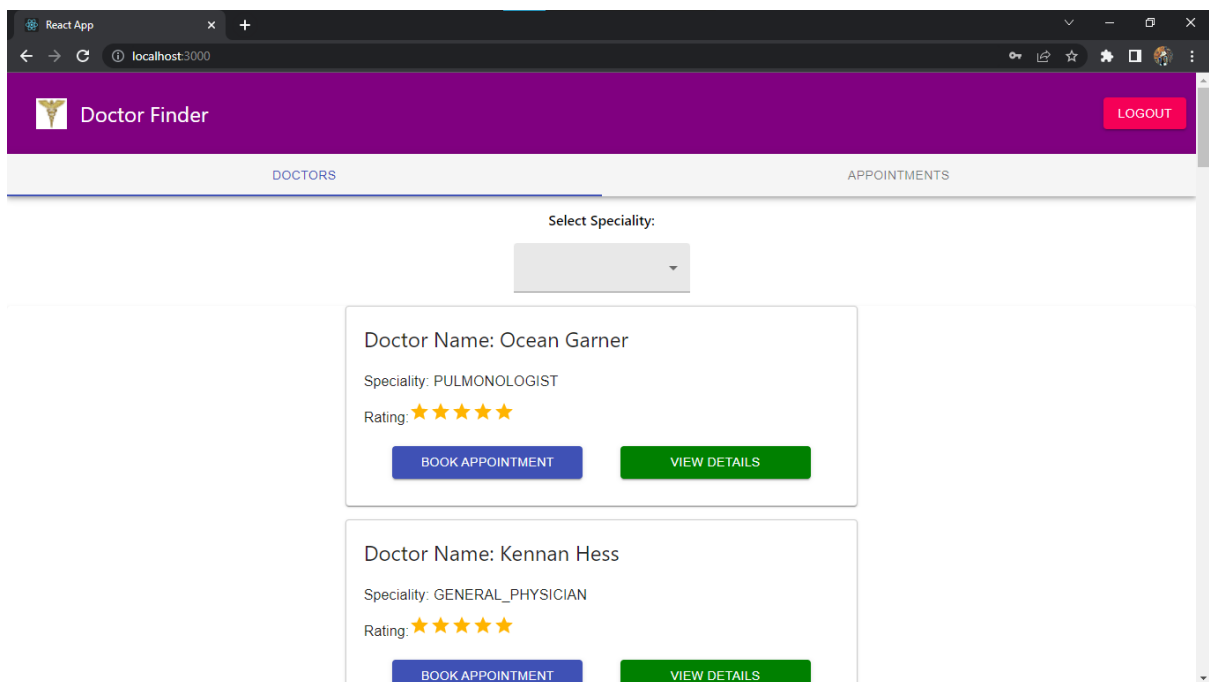 React App
localhost:3000
Doctor Finder
LOGOUT
DOCTORS APPOINTMENTS
Select Speciality:
Doctor Name: Ocean Garner
Speciality: PULMONOLOGIST
Rating:
BOOK APPOINTMENT VIEW DETAILS
Doctor Name: Kennan Hess
Speciality: GENERAL_PHYSICIAN
Rating:
BOOK APPOINTMENT VIEW DETAILS